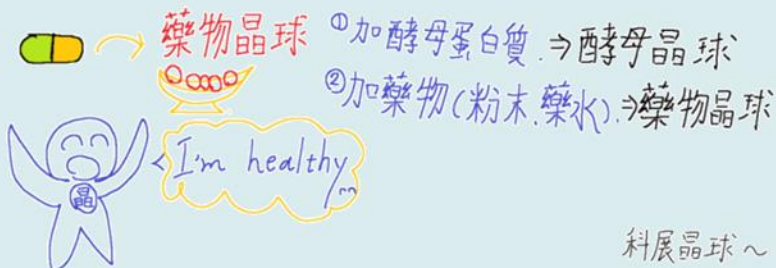 藥物晶球
①加酵母蛋白質.⇒酵母晶球
②加藥物(粉末.藥水).⇒藥物晶球
I'm healthy
晶
科展晶球~